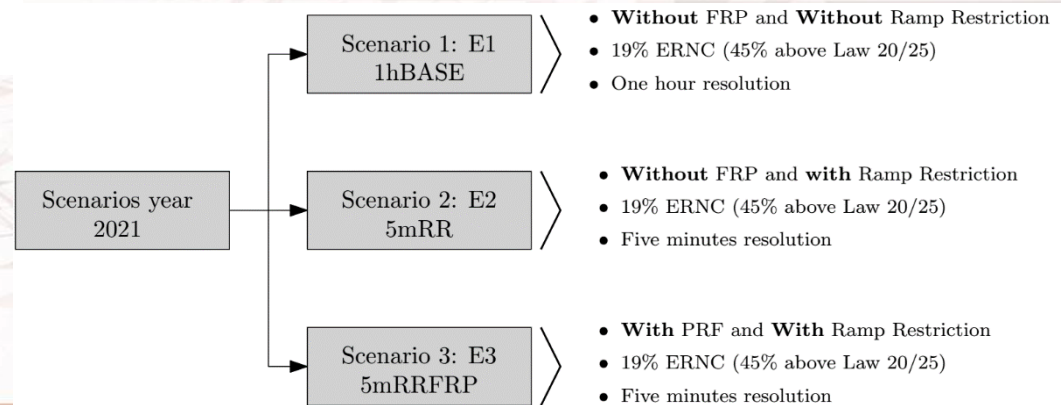 Scenario 1: E1
1hBASE
• Without FRP and Without Ramp Restriction
• 19% ERNC (45% above Law 20/25)
• One hour resolution
Scenarios year
2021
Scenario 2: E2
5mRR
• Without FRP and with Ramp Restriction
• 19% ERNC (45% above Law 20/25)
• Five minutes resolution
Scenario 3: E3
5mRRFRP
• With PRF and With Ramp Restriction
• 19% ERNC (45% above Law 20/25)
• Five minutes resolution